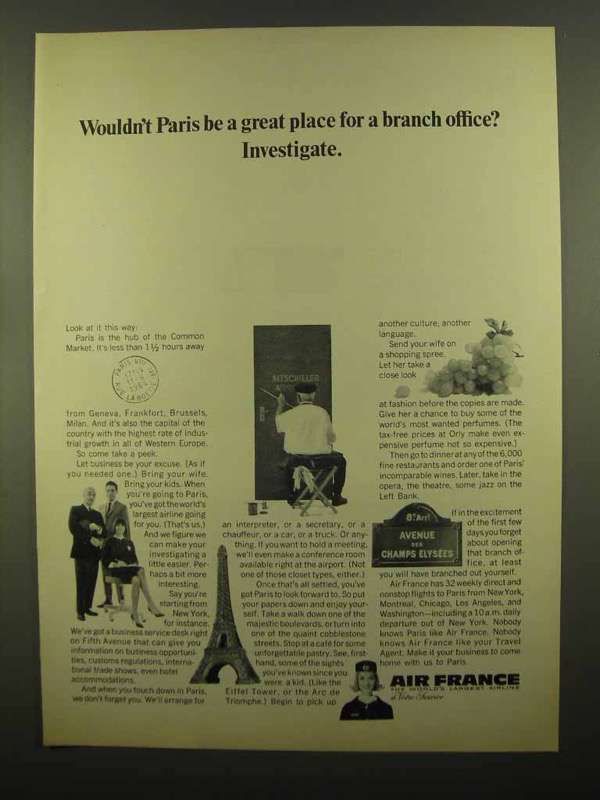 Wouldn't Paris be a great place for a branch office?
Investigate.
Look at it this way:
Paris is the hub of the Common
Market. It's less than 1½ hours away
from Geneva, Frankfort, Brussels,
Milan. And it's also the capital of the
country with the highest rate of indus-
trial growth in all of Western Europe.
So come take a peek.
Let business be your excuse. (As if
you needed one.) Bring your wife.
Bring your kids. When
you're going to Paris,
you've got the world's
largest airline going
for you. (That's us.)
And we figure we
can make your
investigating a
little easier. Per-
haps a bit more
interesting.
Say you're
starting from
New York,
for instance.
We've got a business service desk right
on Fifth Avenue that can give you
information on business opportuni-
ties, customs regulations, interna-
tional trade shows, even hotel
accommodations.
And when you touch down in Paris,
we don't forget you. We'll arrange for
an interpreter, or a secretary, or a
chauffeur, or a car, or a truck. Or any-
thing. If you want to hold a meeting,
we'll even make a conference room
available right at the airport. (Not
one of those closet types, either.)
Once that's all settled, you've
got Paris to look forward to. So put
your papers down and enjoy your-
self. Take a walk down one of the
majestic boulevards, or turn into
one of the quaint cobblestone
streets. Stop at a café for some
unforgettable pastry. See, first-
hand, some of the sights
you've known since you
were a kid. (Like the
Eiffel Tower, or the Arc de
Triomphe.) Begin to pick up
another culture; another
language.
Send your wife on
a shopping spree.
Let her take a
close look
at fashion before the copies are made.
Give her a chance to buy some of the
world's most wanted perfumes. (The
tax-free prices at Orly make even ex-
pensive perfume not so expensive.)
Then go to dinner at any of the 6,000
fine restaurants and order one of Paris'
incomparable wines. Later, take in the
opera, the theatre, some jazz on the
Left Bank.
If in the excitement
of the first few
days you forget
about opening
that branch of-
fice, at least
you will have branched out yourself.
Air France has 32 weekly direct and
nonstop flights to Paris from New York,
Montreal, Chicago, Los Angeles, and
Washington—including a 10 a.m. daily
departure out of New York. Nobody
knows Paris like Air France. Nobody
knows Air France like your Travel
Agent. Make it your business to come
home with us to Paris.
8e Arrt
AVENUE
DES
CHAMPS ELYSÉES
AIR FRANCE
THE WORLD'S LARGEST AIRLINE
à Votre Service